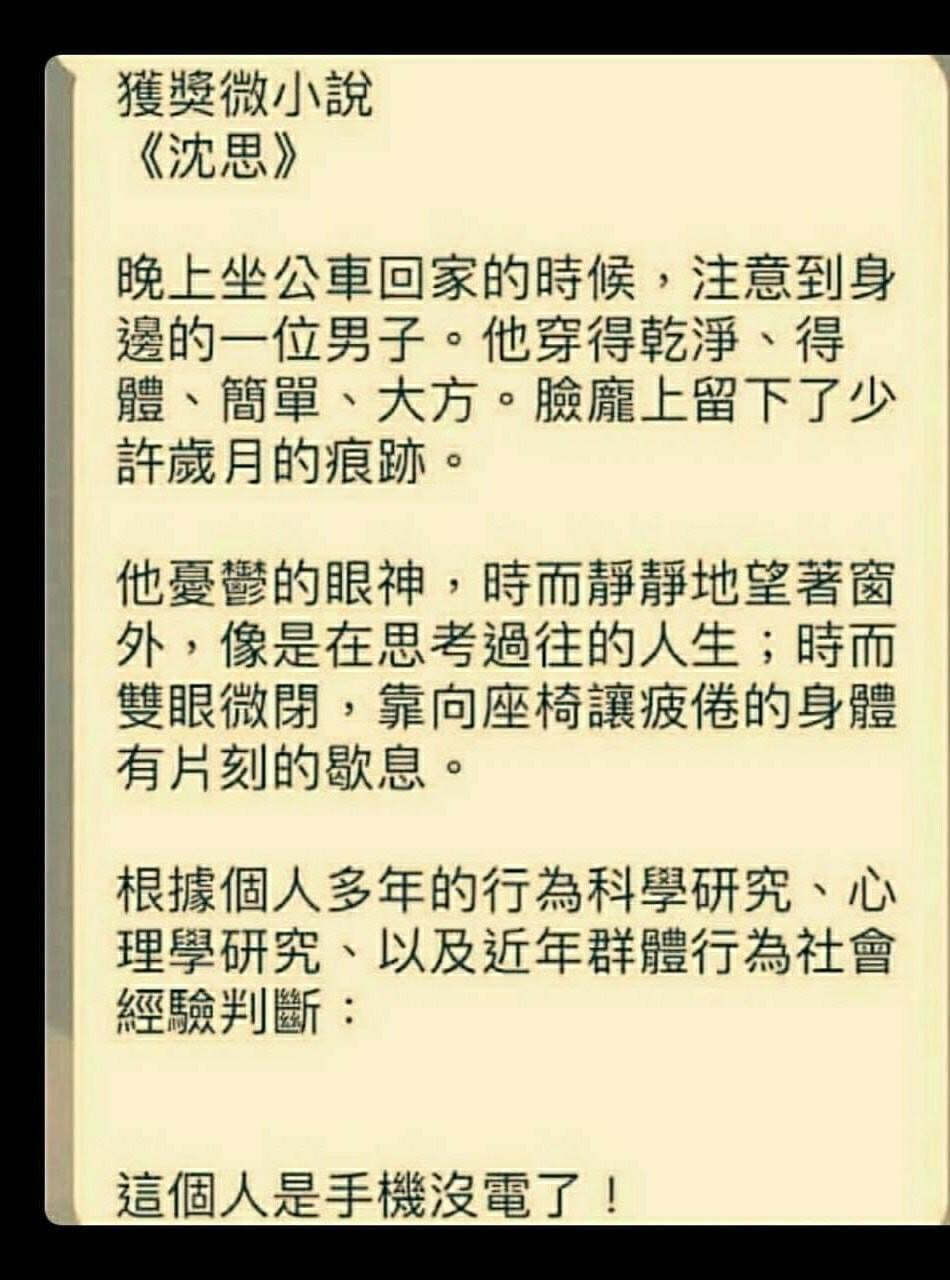 獲獎微小說
《沈思》
晚上坐公車回家的時候，注意到身
邊的一位男子。他穿得乾淨、得
體、簡單、大方。臉龐上留下了少
許歲月的痕跡。
他憂鬱的眼神，時而靜靜地望著窗
外，像是在思考過往的人生；時而
雙眼微閉，靠向座椅讓疲倦的身體
有片刻的歇息。
根據個人多年的行為科學研究、心
理學研究、以及近年群體行為社會
經驗判斷：
這個人是手機沒電了！